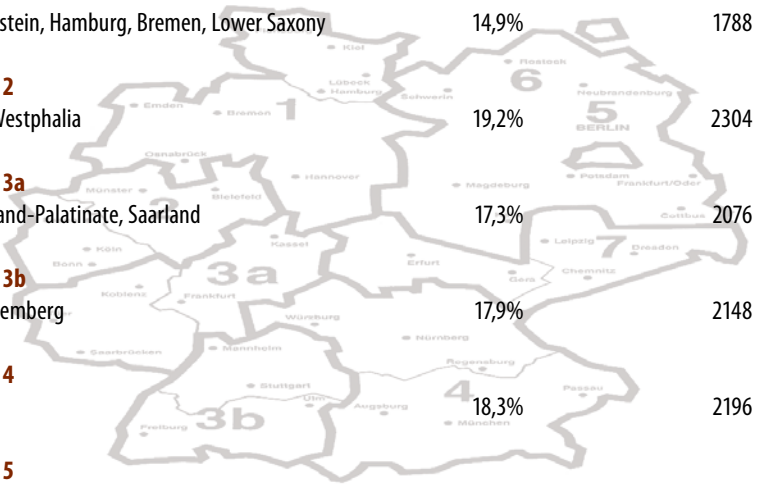 stein, Hamburg, Bremen, Lower Saxony 14,9% 1788
2
Westphalia 19,2% 2304
3a
and-Palatinate, Saarland 17,3% 2076
3b
emberg 17,9% 2148
4
18,3% 2196
5
Kiel
Lübeck
Hamburg
Rostock
6
Schwerin
Neubrandenburg
Emden
Bremen
1
5
BERLIN
Osnabrück
Hannover
Potsdam
Frankfurt/Oder
Magdeburg
Münster
Bielefeld
Cottbus
Köln
Kassel
Leipzig
7
Dresden
Bonn
Erfurt
Chemnitz
Gera
3a
Koblenz
Frankfurt
Würzburg
Nürnberg
Saarbrücken
Mannheim
Regensburg
Stuttgart
4
Passau
Ulm
Augsburg
3b
München
Freiburg